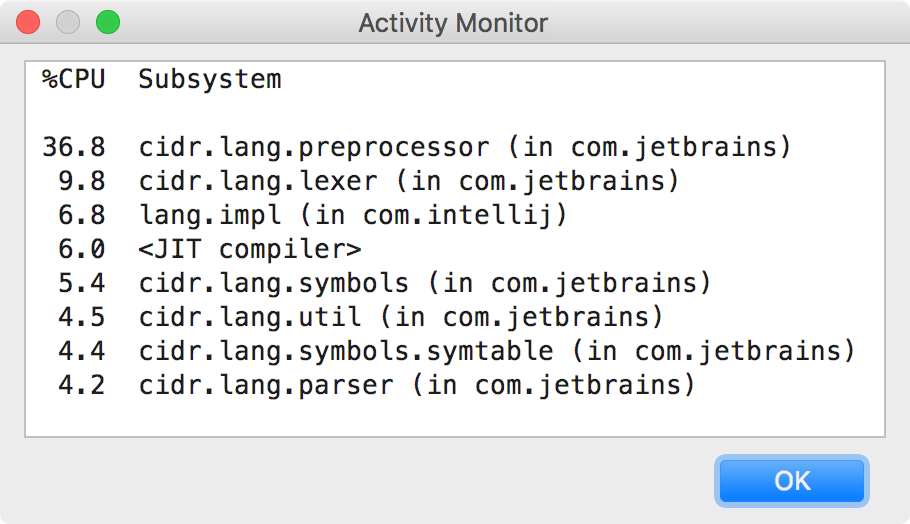 Activity Monitor
%CPU  Subsystem
36.8  cidr.lang.preprocessor (in com.jetbrains)
9.8  cidr.lang.lexer (in com.jetbrains)
6.8  lang.impl (in com.intellij)
6.0  <JIT compiler>
5.4  cidr.lang.symbols (in com.jetbrains)
4.5  cidr.lang.util (in com.jetbrains)
4.4  cidr.lang.symbols.symtable (in com.jetbrains)
4.2  cidr.lang.parser (in com.jetbrains)
OK